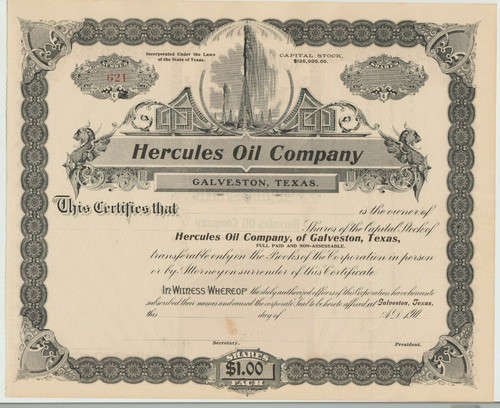 Incorporated Under the Laws
of the State of Texas.
CAPITAL STOCK,
$126,000.00.
621
Hercules Oil Company
GALVESTON, TEXAS.
This Certifies that
is the owner of
Shares of the Capital Stock of
Hercules Oil Company, of Galveston, Texas,
FULL PAID AND NON-ASSESSABLE.
transferable only on the Books of the Corporation in person
or by Attorney on surrender of this Certificate
IN WITNESS WHEREOF the duly authorized officers of this Corporation have hereunto
subscribed their names and caused the corporate Seal to be hereto affixed, at Galveston, Texas,
this day of A.D. 190
Secretary. President.
SHARES
$1.00
EACH